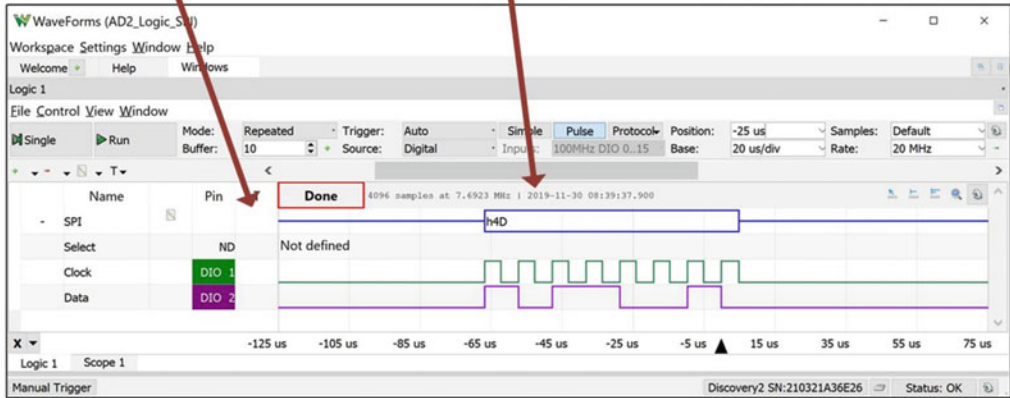 WaveForms (AD2_Logic_SPI)
Workspace Settings Window Help
Welcome Help Windows
Logic 1
File Control View Window
Single Run Mode: Repeated Trigger: Auto Simple Pulse Protocol Position: -25 us Samples: Default
Buffer: 10 Source: Digital Inputs: 100MHz DIO 0..15 Base: 20 us/div Rate: 20 MHz
T
Name Pin T Done 4096 samples at 7.6923 MHz | 2019-11-30 08:39:37.900
- SPI h4D
Select ND Not defined
Clock DIO 1
Data DIO 2
X -125 us -105 us -85 us -65 us -45 us -25 us -5 us 15 us 35 us 55 us 75 us
Logic 1 Scope 1
Manual Trigger Discovery2 SN:210321A36E26 Status: OK